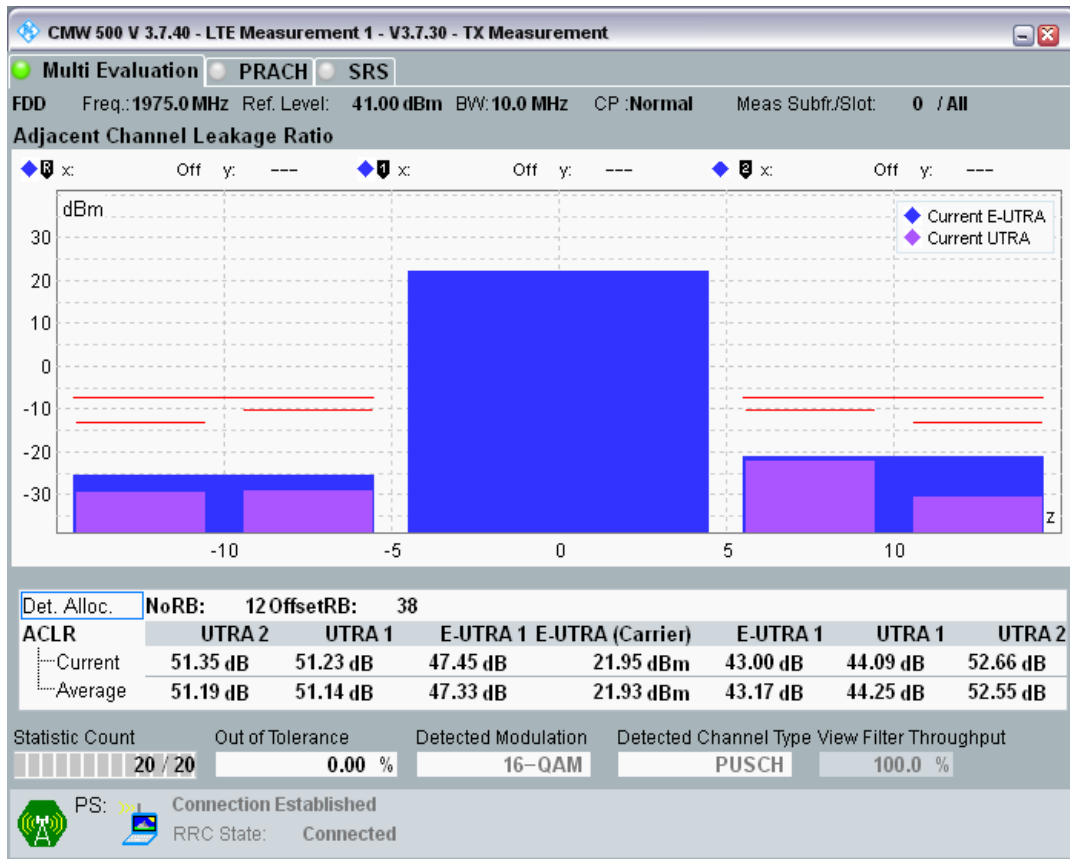 CMW 500 V 3.7.40 - LTE Measurement 1 - V3.7.30 - TX Measurement
Multi Evaluation PRACH SRS
FDD Freq.: 1975.0 MHz Ref. Level: 41.00 dBm BW: 10.0 MHz CP :Normal Meas Subfr./Slot: 0 / All
Adjacent Channel Leakage Ratio
R x: Off y: --- 1 x: Off y: --- 2 x: Off y: ---
dBm
Current E-UTRA
Current UTRA
30
20
10
0
-10
-20
-30
z
-10 -5 0 5 10
Det. Alloc. NoRB: 12 OffsetRB: 38
ACLR UTRA 2 UTRA 1 E-UTRA 1 E-UTRA (Carrier) E-UTRA 1 UTRA 1 UTRA 2
Current 51.35 dB 51.23 dB 47.45 dB 21.95 dBm 43.00 dB 44.09 dB 52.66 dB
Average 51.19 dB 51.14 dB 47.33 dB 21.93 dBm 43.17 dB 44.25 dB 52.55 dB
Statistic Count Out of Tolerance Detected Modulation Detected Channel Type View Filter Throughput
20 / 20 0.00 % 16-QAM PUSCH 100.0 %
PS: Connection Established
RRC State: Connected